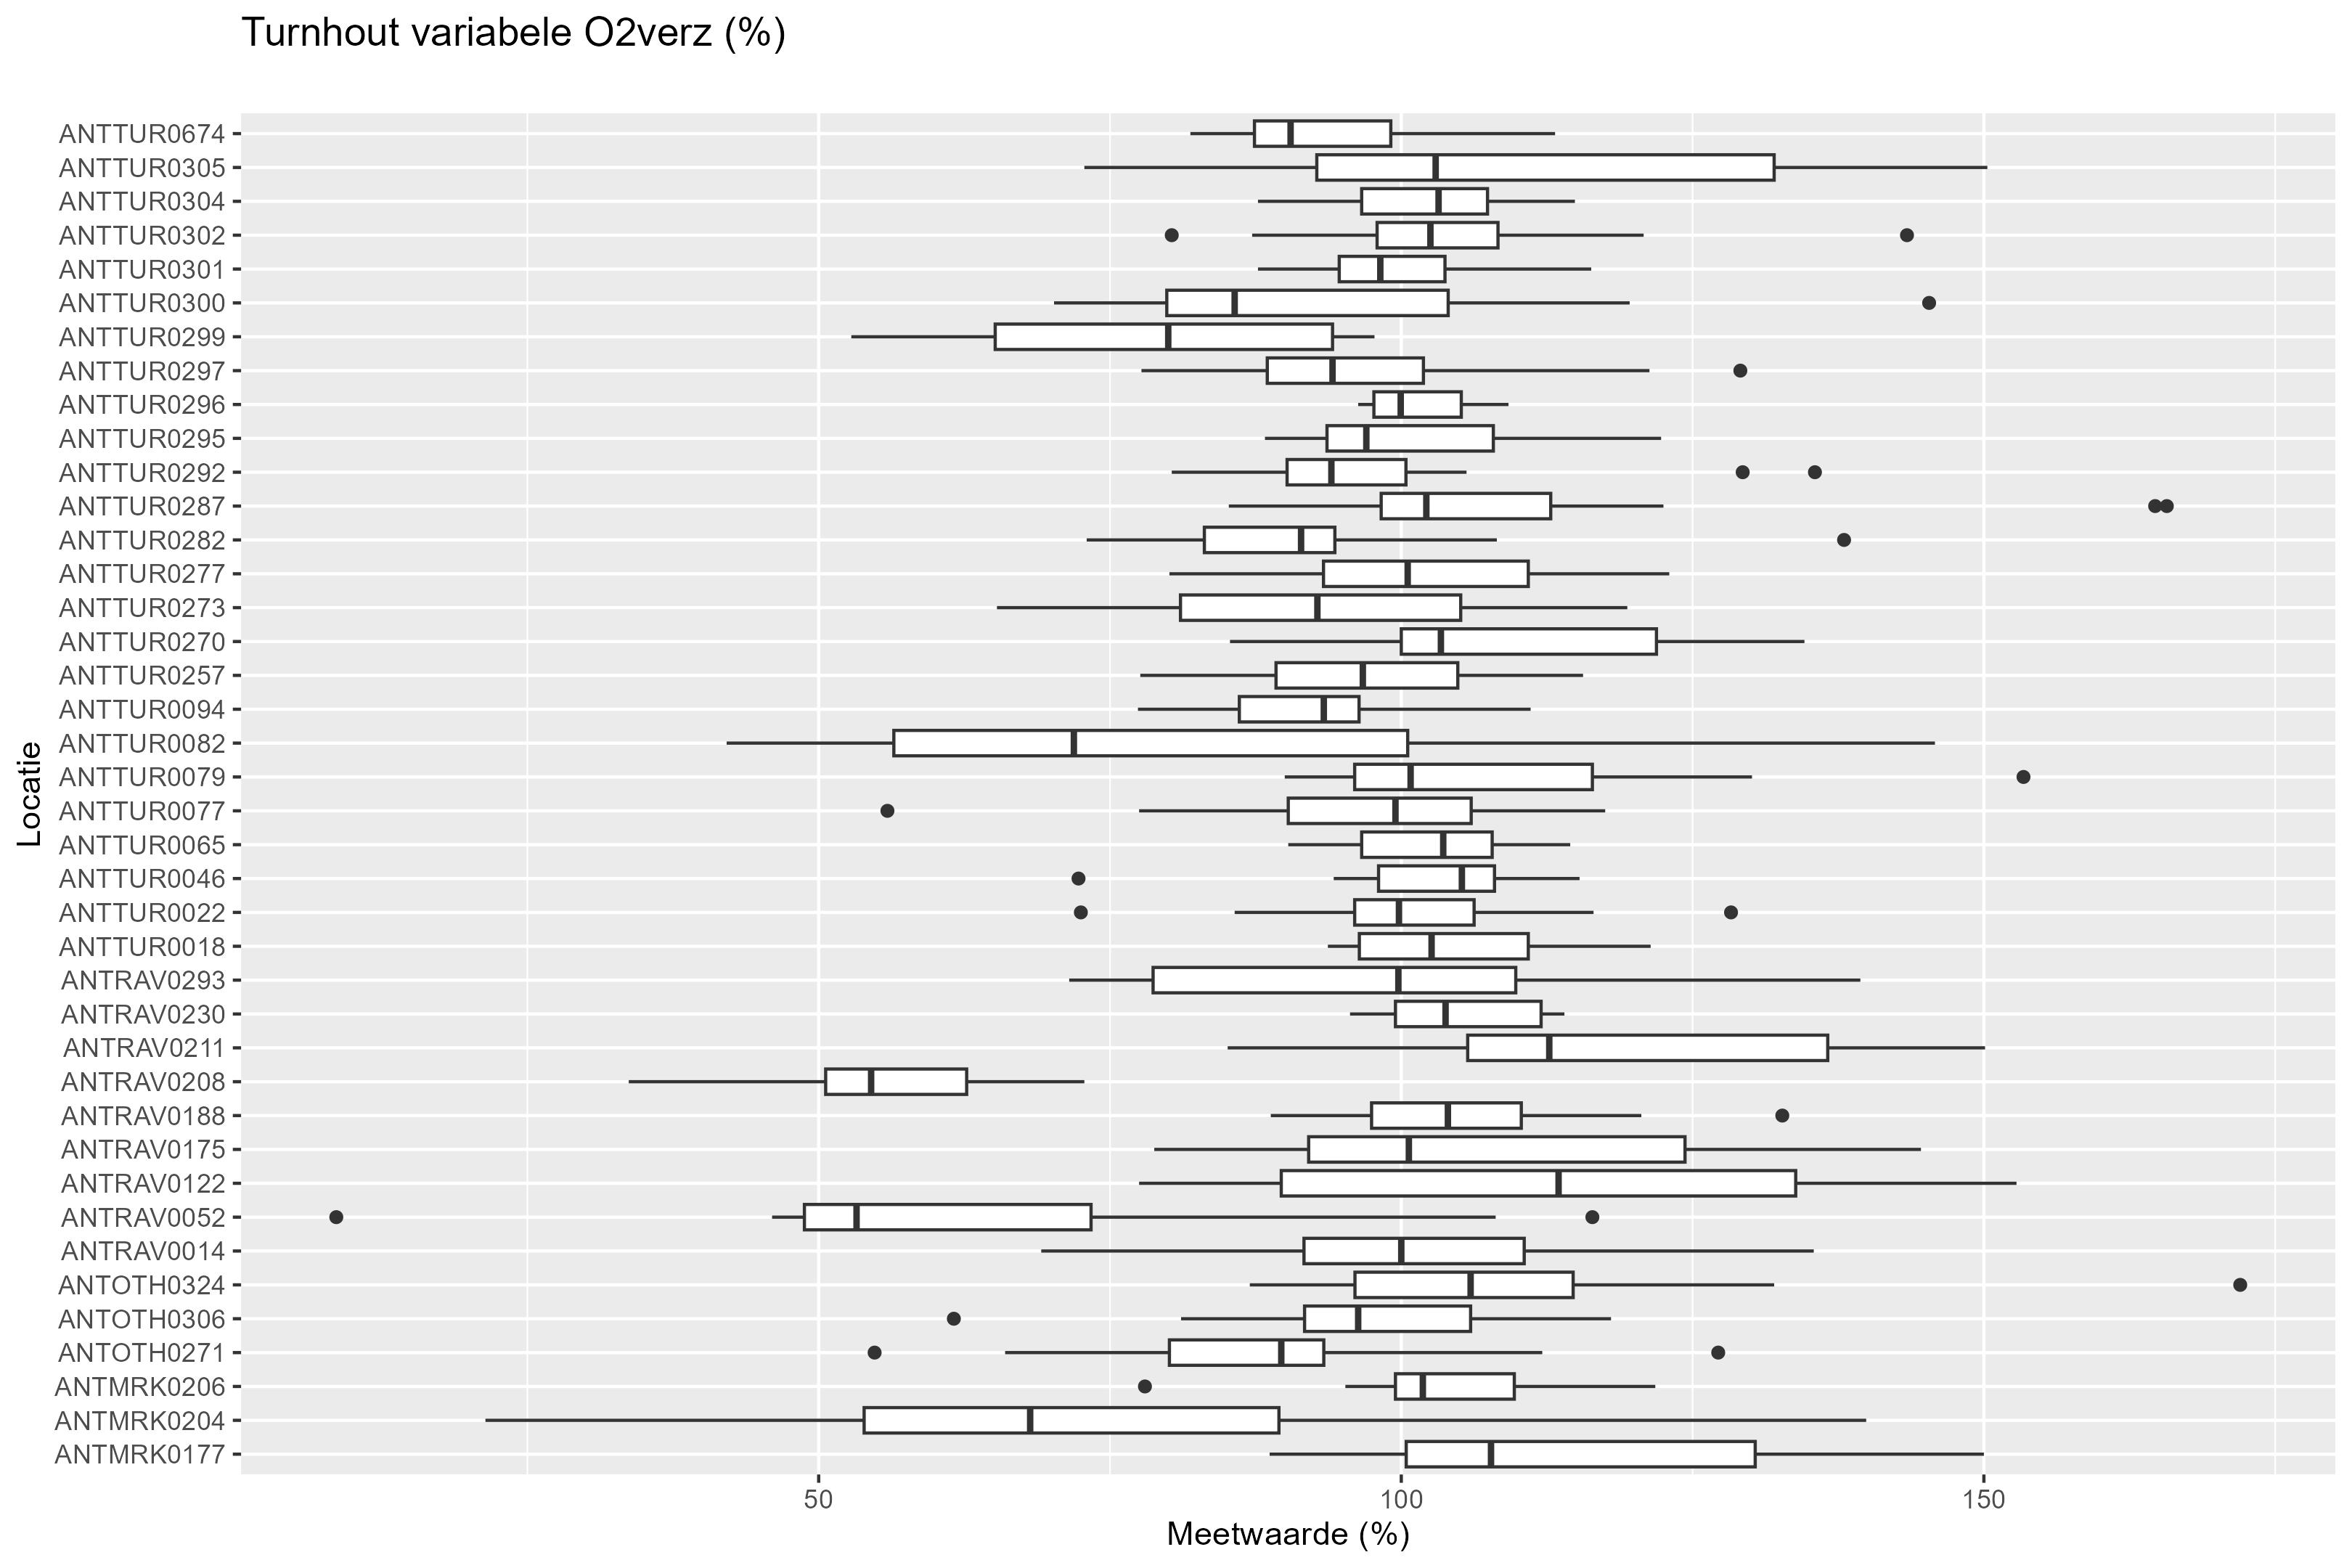 Turnhout variabele O2verz (%)
ANTTUR0674
ANTTUR0305
ANTTUR0304
ANTTUR0302
ANTTUR0301
ANTTUR0300
ANTTUR0299
ANTTUR0297
ANTTUR0296
ANTTUR0295
ANTTUR0292
ANTTUR0287
ANTTUR0282
ANTTUR0277
ANTTUR0273
ANTTUR0270
ANTTUR0257
ANTTUR0094
ANTTUR0082
ANTTUR0079
ANTTUR0077
ANTTUR0065
ANTTUR0046
ANTTUR0022
ANTTUR0018
ANTRAV0293
ANTRAV0230
ANTRAV0211
ANTRAV0208
ANTRAV0188
ANTRAV0175
ANTRAV0122
ANTRAV0052
ANTRAV0014
ANTOTH0324
ANTOTH0306
ANTOTH0271
ANTMRK0206
ANTMRK0204
ANTMRK0177
Locatie
50 100 150
Meetwaarde (%)